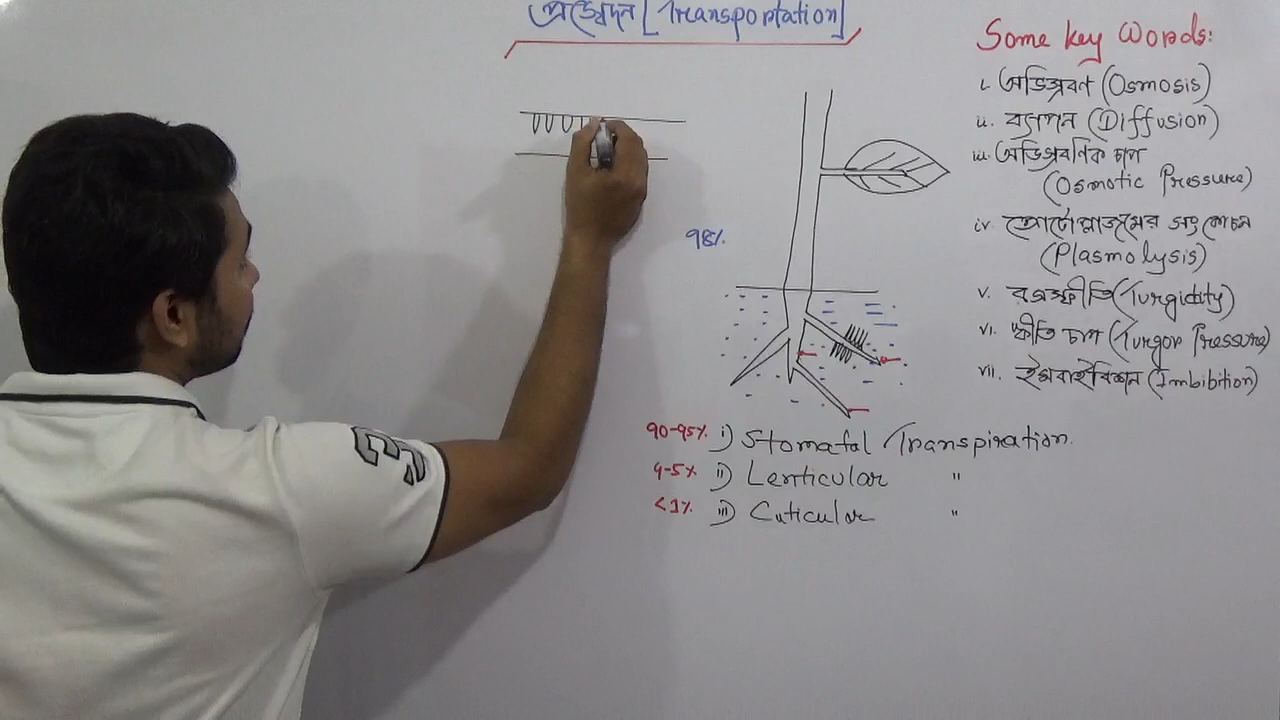 প্রস্বেদন [Transportation]
Some key Words:
i. অভিস্রবণ (Osmosis)
ii. ব্যাপন (Diffusion)
iii. অভিস্রবণিক চাপ
(Osmotic Pressure)
iv. প্রোটোপ্লাজমের সংকোচন
(Plasmolysis)
v. রসস্ফীতি (Turgidity)
vi. স্ফীতি চাপ (Turgor Pressure)
vii. ইমবাইবিশন (Imbibition)
90-95% i) Stomatal Transpiration.
4-5% ii) Lenticular "
<1% iii) Cuticular "
3